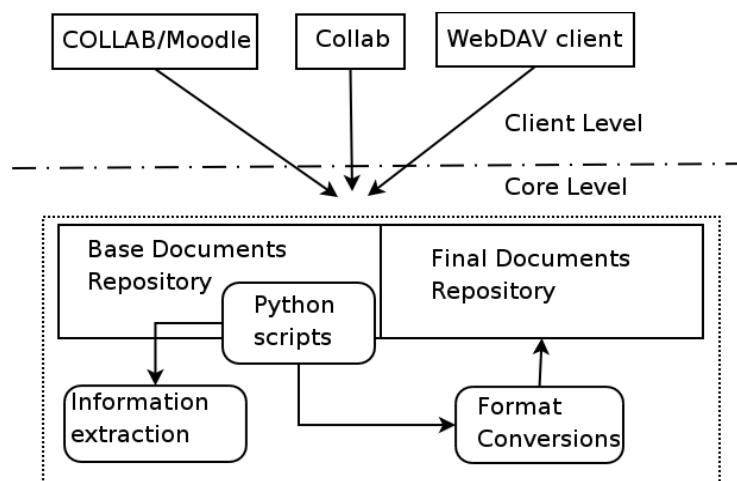 COLLAB/Moodle
Collab
WebDAV client
Client Level
Core Level
Base Documents
Repository
Final Documents
Repository
Python
scripts
Information
extraction
Format
Conversions